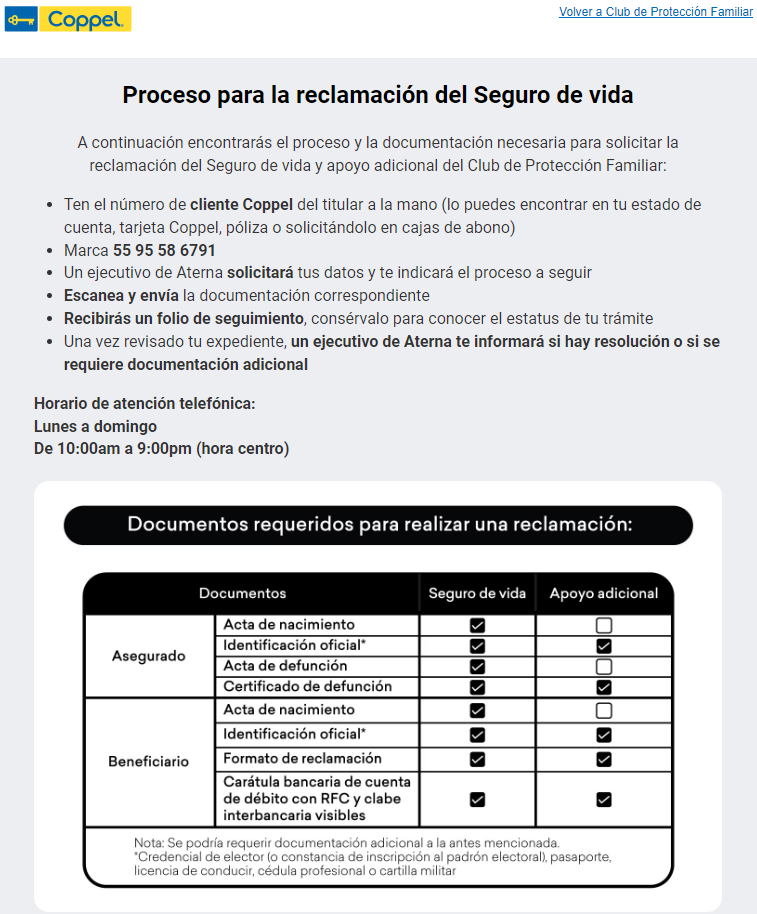 Coppel.
Volver a Club de Protección Familiar
Proceso para la reclamación del Seguro de vida
A continuación encontrarás el proceso y la documentación necesaria para solicitar la
reclamación del Seguro de vida y apoyo adicional del Club de Protección Familiar:
• Ten el número de cliente Coppel del titular a la mano (lo puedes encontrar en tu estado de
cuenta, tarjeta Coppel, póliza o solicitándolo en cajas de abono)
• Marca 55 95 58 6791
• Un ejecutivo de Aterna solicitará tus datos y te indicará el proceso a seguir
• Escanea y envía la documentación correspondiente
• Recibirás un folio de seguimiento, consérvalo para conocer el estatus de tu trámite
• Una vez revisado tu expediente, un ejecutivo de Aterna te informará si hay resolución o si se
requiere documentación adicional
Horario de atención telefónica:
Lunes a domingo
De 10:00am a 9:00pm (hora centro)
Documentos requeridos para realizar una reclamación:
Documentos Seguro de vida Apoyo adicional
Asegurado
Acta de nacimiento
Identificación oficial*
Acta de defunción
Certificado de defunción
Beneficiario
Acta de nacimiento
Identificación oficial*
Formato de reclamación
Carátula bancaria de cuenta
de débito con RFC y clabe
interbancaria visibles
Nota: Se podría requerir documentación adicional a la antes mencionada.
*Credencial de elector (o constancia de inscripción al padrón electoral), pasaporte,
licencia de conducir, cédula profesional o cartilla militar